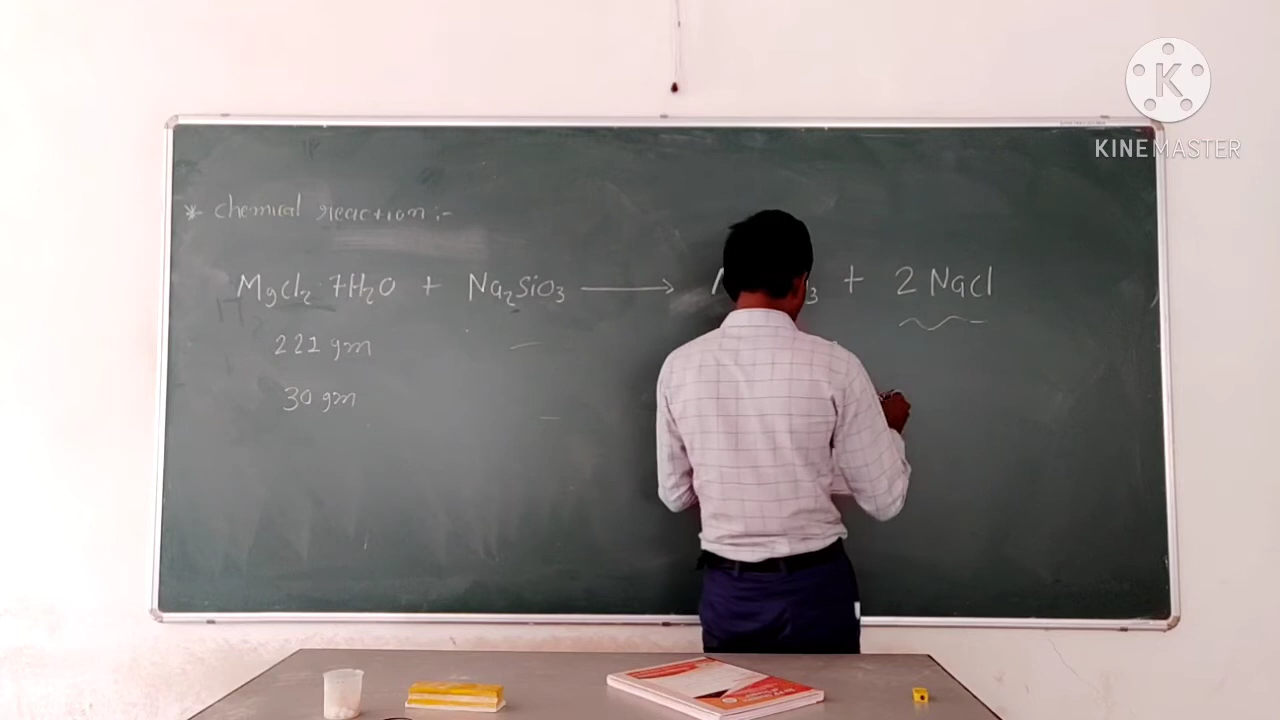 K
KINEMASTER
* chemical reaction :-
MgCl₂·7H₂O + Na₂SiO₃ ⟶ ₃ + 2 NaCl
221 gm —
30 gm —